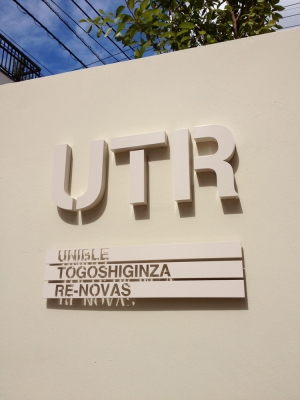 UTR
UNIBLE
TOGOSHIGINZA
RE-NOVAS